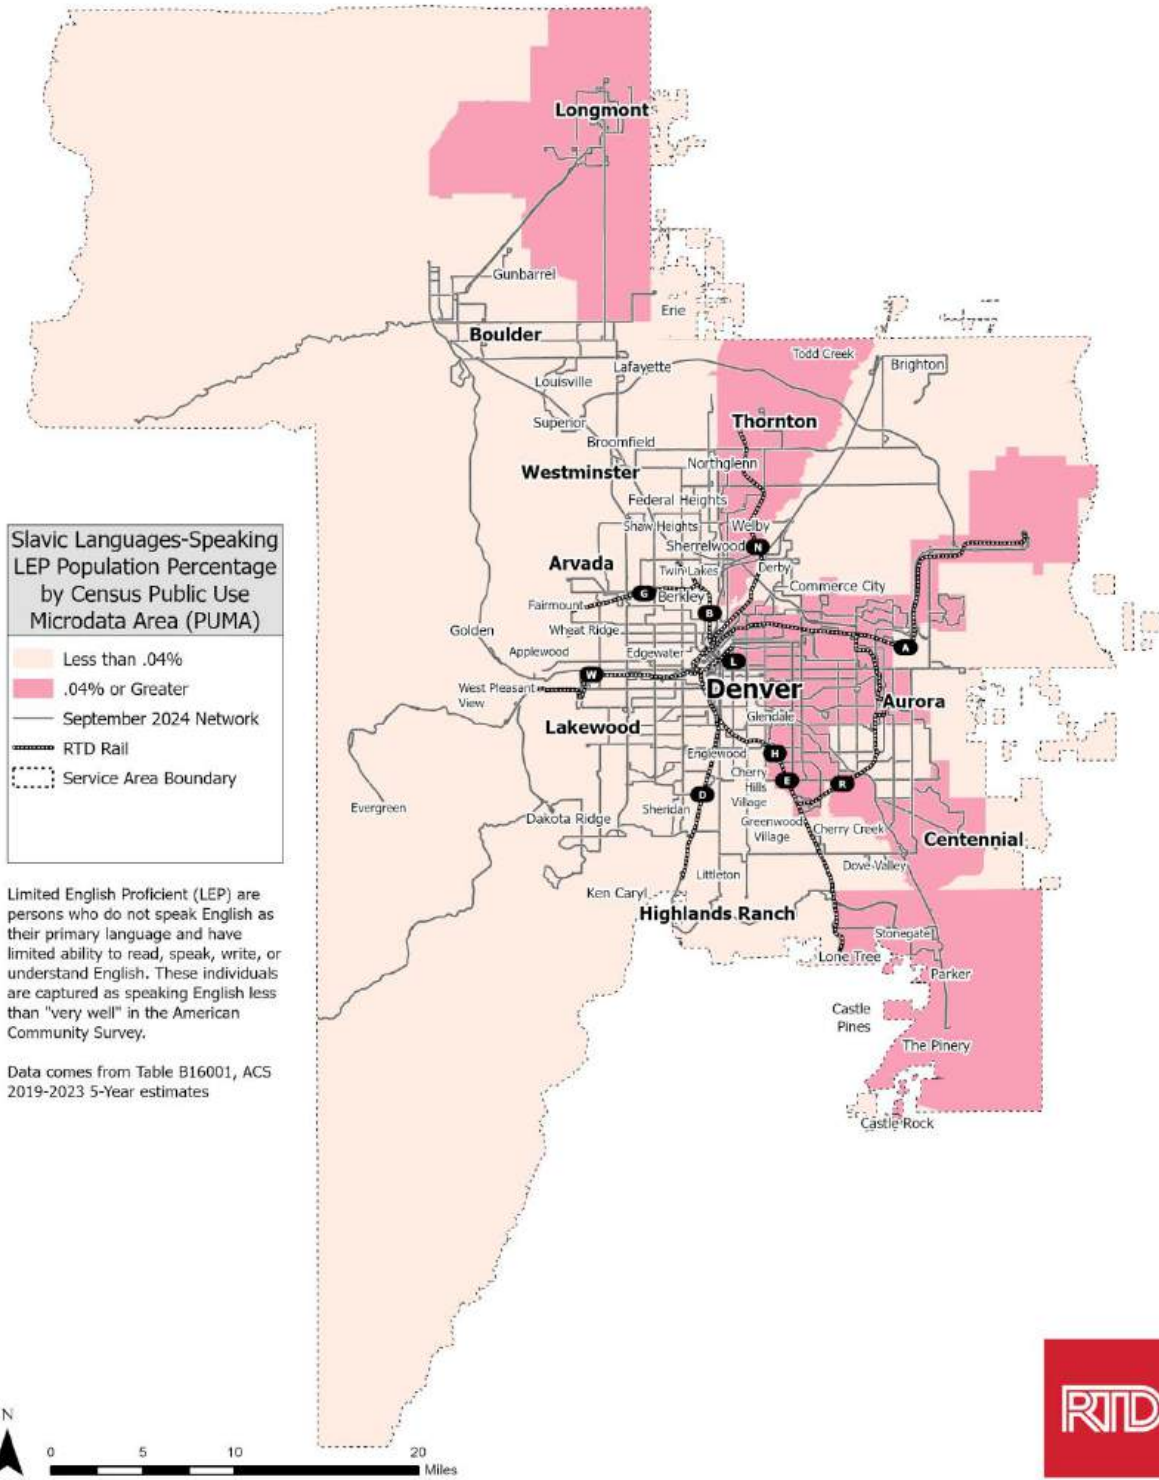 Longmont
Gunbarrel
Erie
Boulder
Todd Creek
Brighton
Lafayette
Louisville
Superior
Thornton
Broomfield
Northglenn
Westminster
Federal Heights
Shaw Heights
Welby
Sherrelwood
N
Arvada
Twin Lakes
Derby
Commerce City
G
Berkley
Fairmount
B
Golden
Wheat Ridge
Applewood
Edgewater
A
L
W
West Pleasant
View
Denver
Aurora
Lakewood
Glendale
Englewood
H
Cherry
Hills
Village
E
R
D
Evergreen
Sheridan
Dakota Ridge
Greenwood
Village
Cherry Creek
Centennial
Dove Valley
Littleton
Ken Caryl
Highlands Ranch
Stonegate
Lone Tree
Parker
Castle
Pines
The Pinery
Castle Rock
Slavic Languages-Speaking
LEP Population Percentage
by Census Public Use
Microdata Area (PUMA)
Less than .04%
.04% or Greater
September 2024 Network
RTD Rail
Service Area Boundary
Limited English Proficient (LEP) are
persons who do not speak English as
their primary language and have
limited ability to read, speak, write, or
understand English. These individuals
are captured as speaking English less
than "very well" in the American
Community Survey.
Data comes from Table B16001, ACS
2019-2023 5-Year estimates
N
0 5 10 20
Miles
RTD